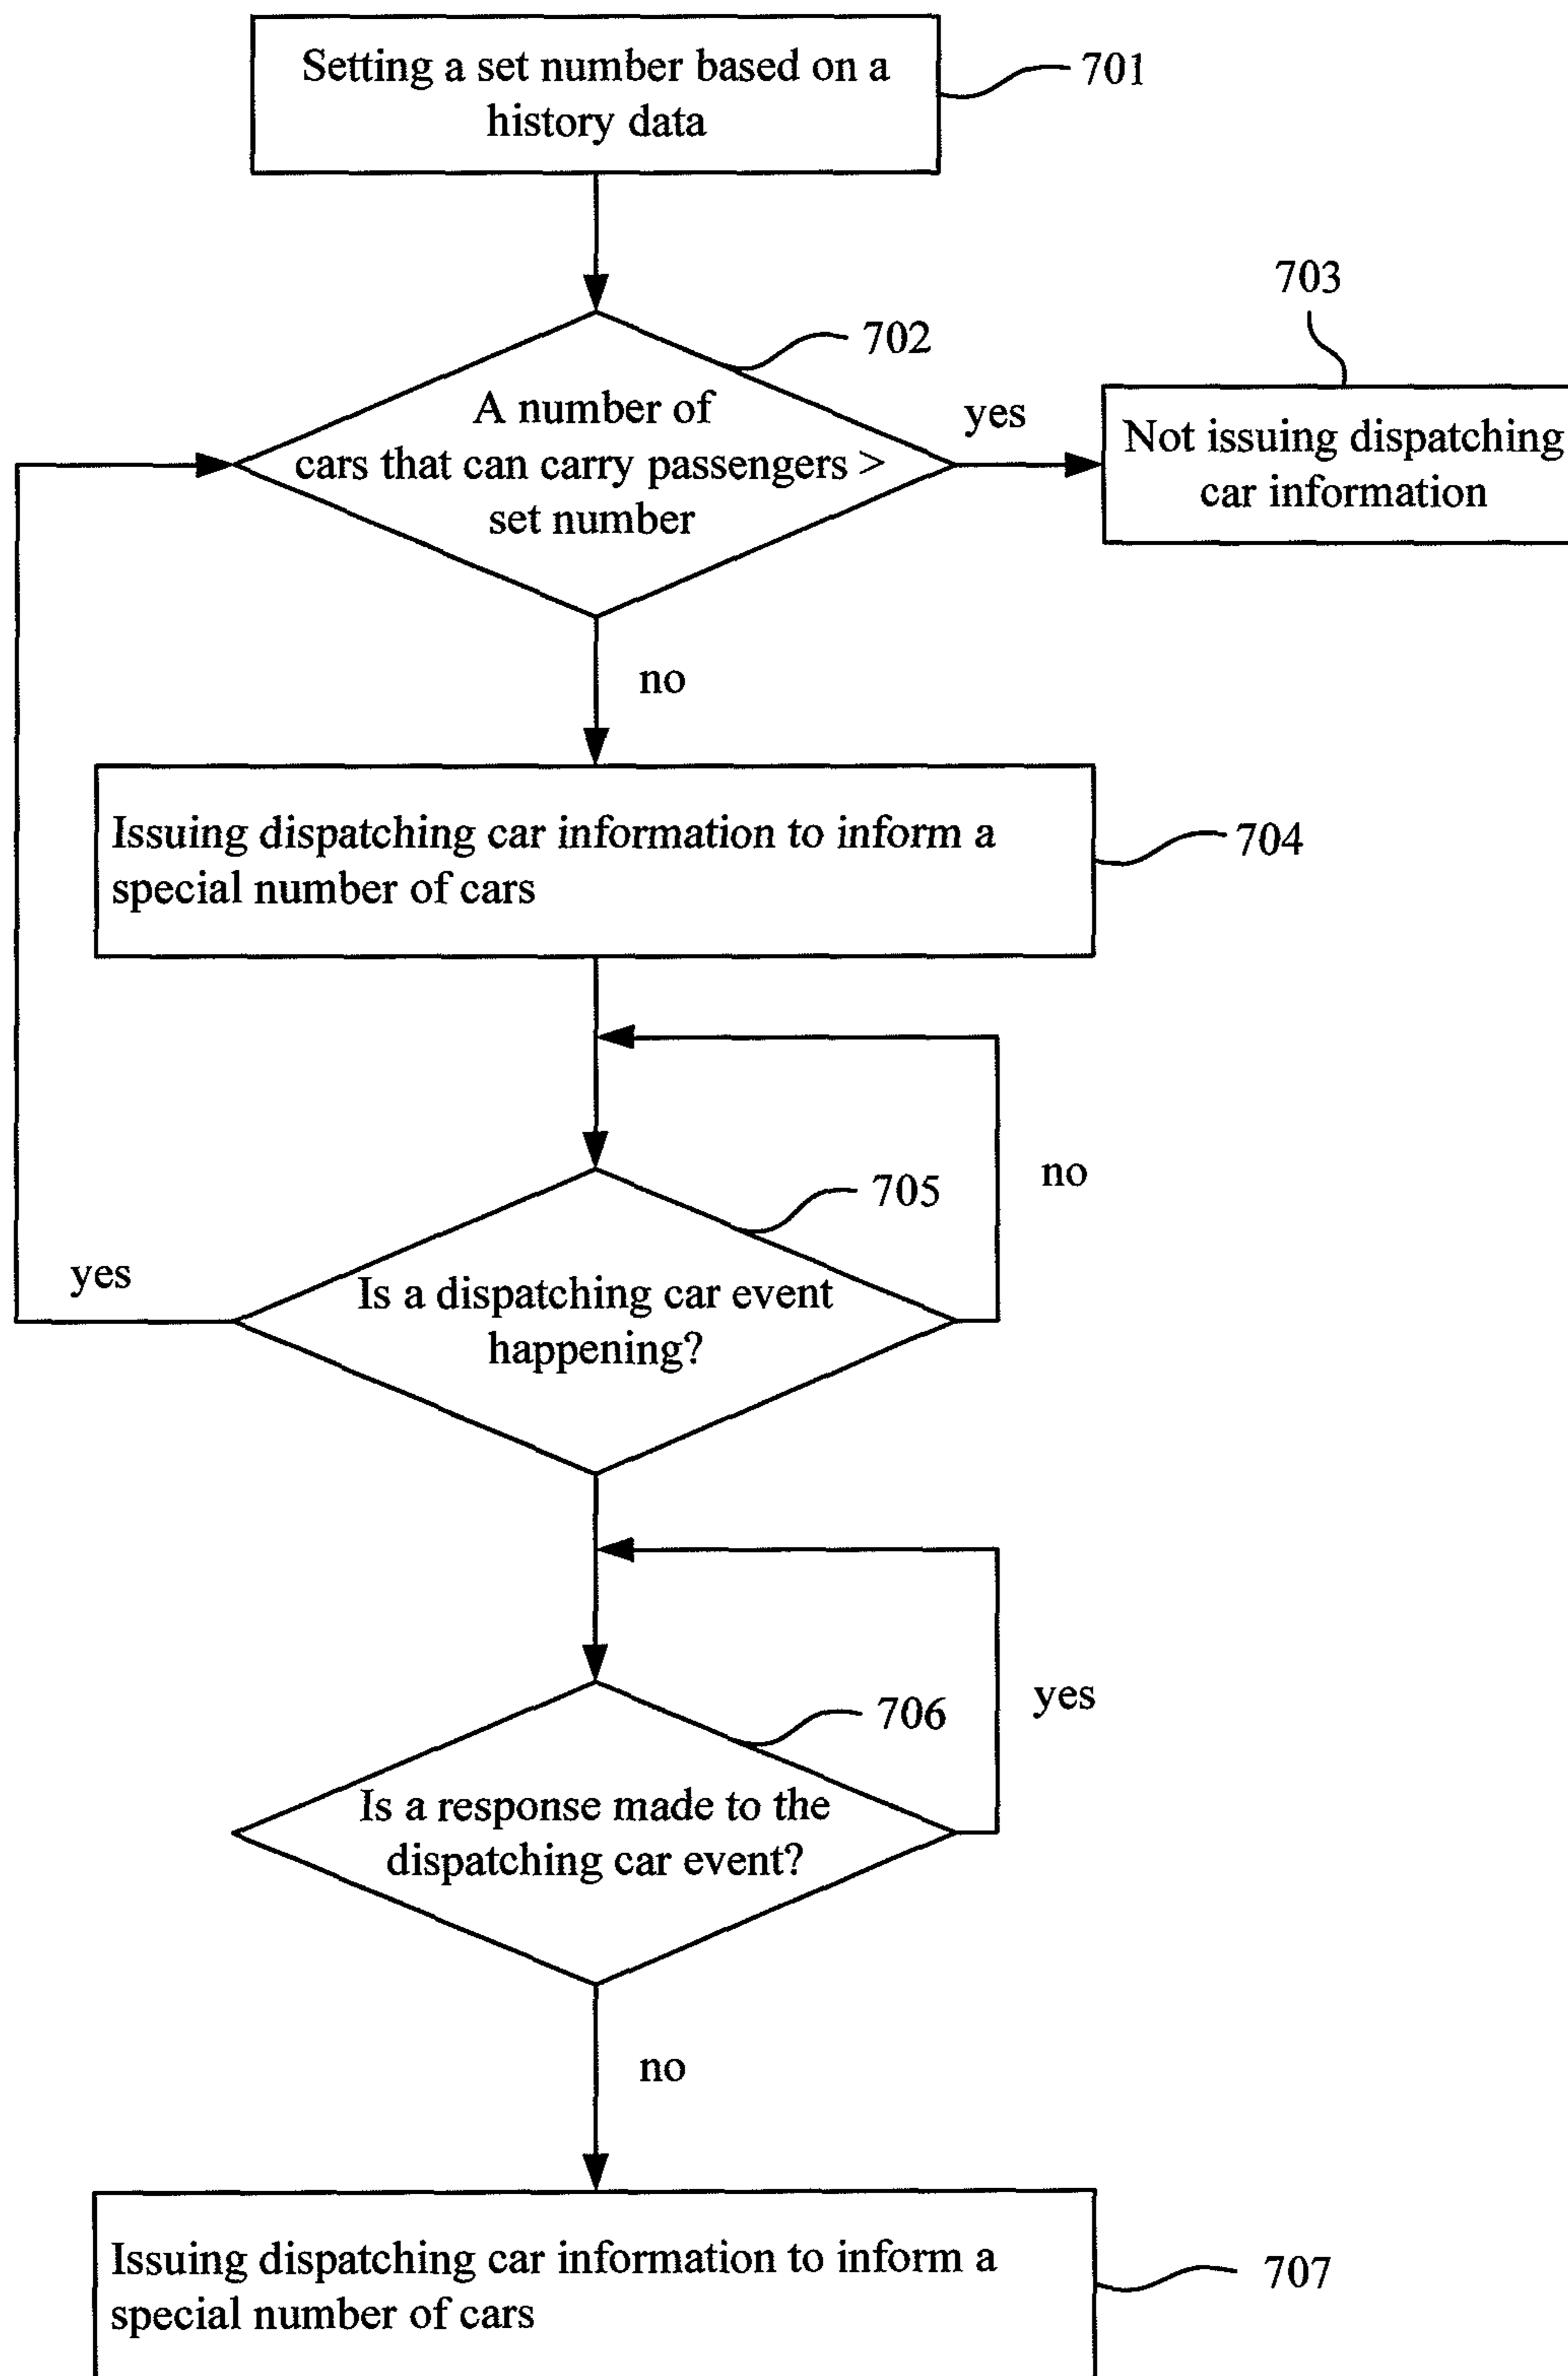 Setting a set number based on a
history data
701
702
703
A number of
cars that can carry passengers >
set number
yes
Not issuing dispatching
car information
no
Issuing dispatching car information to inform a
special number of cars
704
705
no
yes
Is a dispatching car event
happening?
706
yes
Is a response made to the
dispatching car event?
no
Issuing dispatching car information to inform a
special number of cars
707